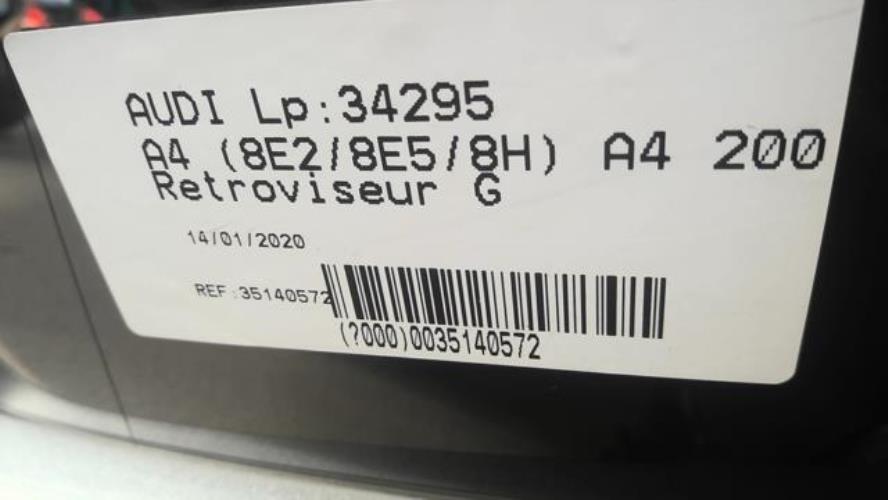 AUDI Lp:34295
A4 (8E2/8E5/8H) A4 200
Retroviseur G
14/01/2020
REF:35140572
(?000)0035140572